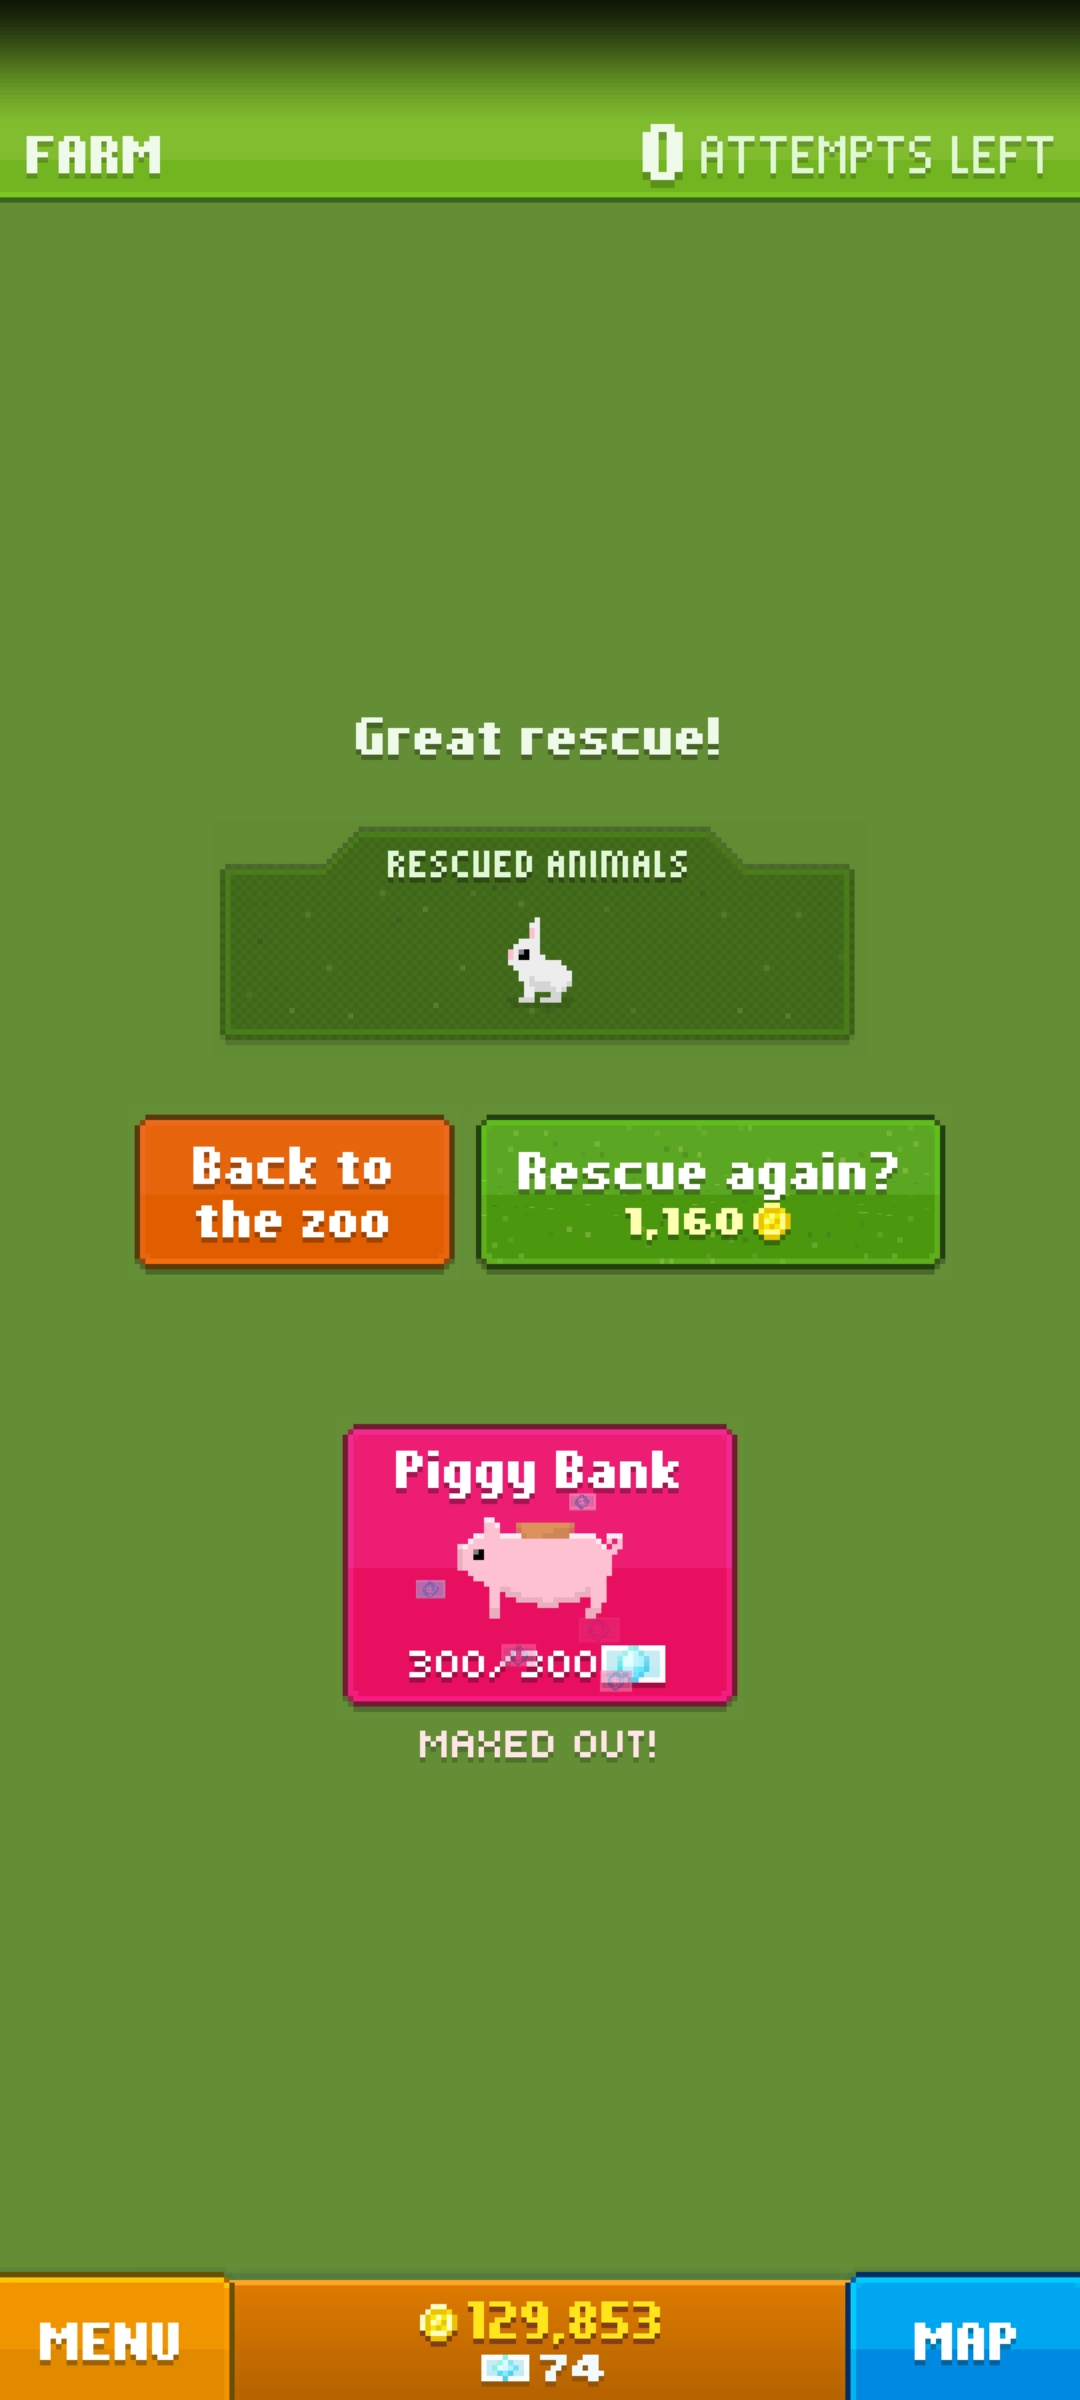 FARM
0 ATTEMPTS LEFT
Great rescue!
RESCUED ANIMALS
Back to
the zoo
Rescue again?
1,160
Piggy Bank
300/300
MAXED OUT!
MENU
129,853
74
MAP